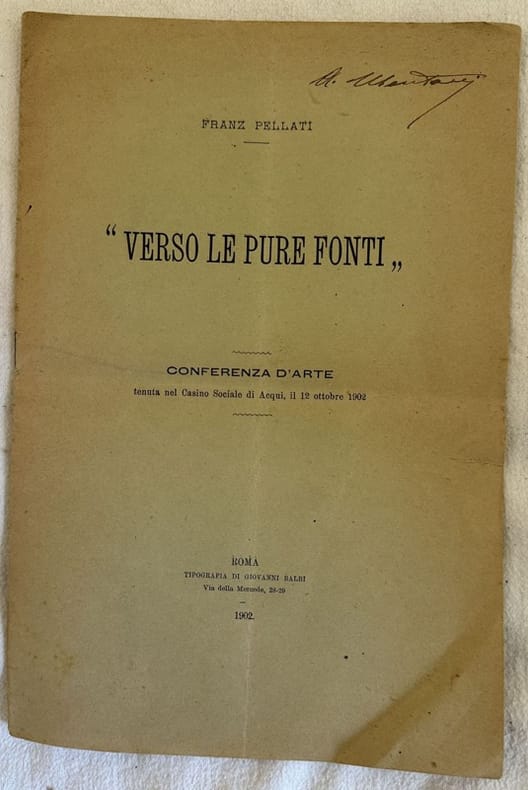 FRANZ PELLATI
“ VERSO LE PURE FONTI „
CONFERENZA D'ARTE
tenuta nel Casino Sociale di Acqui, il 12 ottobre 1902
ROMA
TIPOGRAFIA DI GIOVANNI BALBI
Via della Mercede, 28-29
1902.